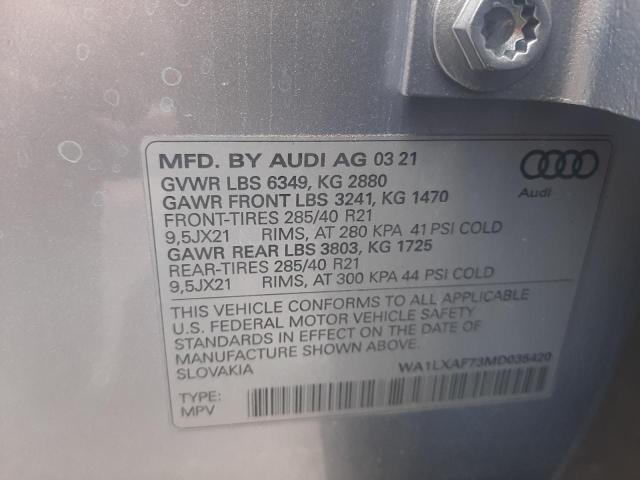 MFD. BY AUDI AG 03 21
GVWR LBS 6349, KG 2880
GAWR FRONT LBS 3241, KG 1470
FRONT-TIRES 285/40 R21
9,5JX21 RIMS, AT 280 KPA 41 PSI COLD
GAWR REAR LBS 3803, KG 1725
REAR-TIRES 285/40 R21
9,5JX21 RIMS, AT 300 KPA 44 PSI COLD
Audi
THIS VEHICLE CONFORMS TO ALL APPLICABLE
U.S. FEDERAL MOTOR VEHICLE SAFETY
STANDARDS IN EFFECT ON THE DATE OF
MANUFACTURE SHOWN ABOVE.
SLOVAKIA
WA1LXAF73MD035420
TYPE:
MPV